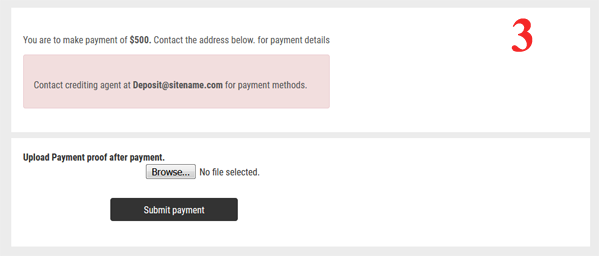 3
You are to make payment of $500. Contact the address below. for payment details
Contact crediting agent at Deposit@sitename.com for payment methods.
Upload Payment proof after payment.
Browse... No file selected.
Submit payment